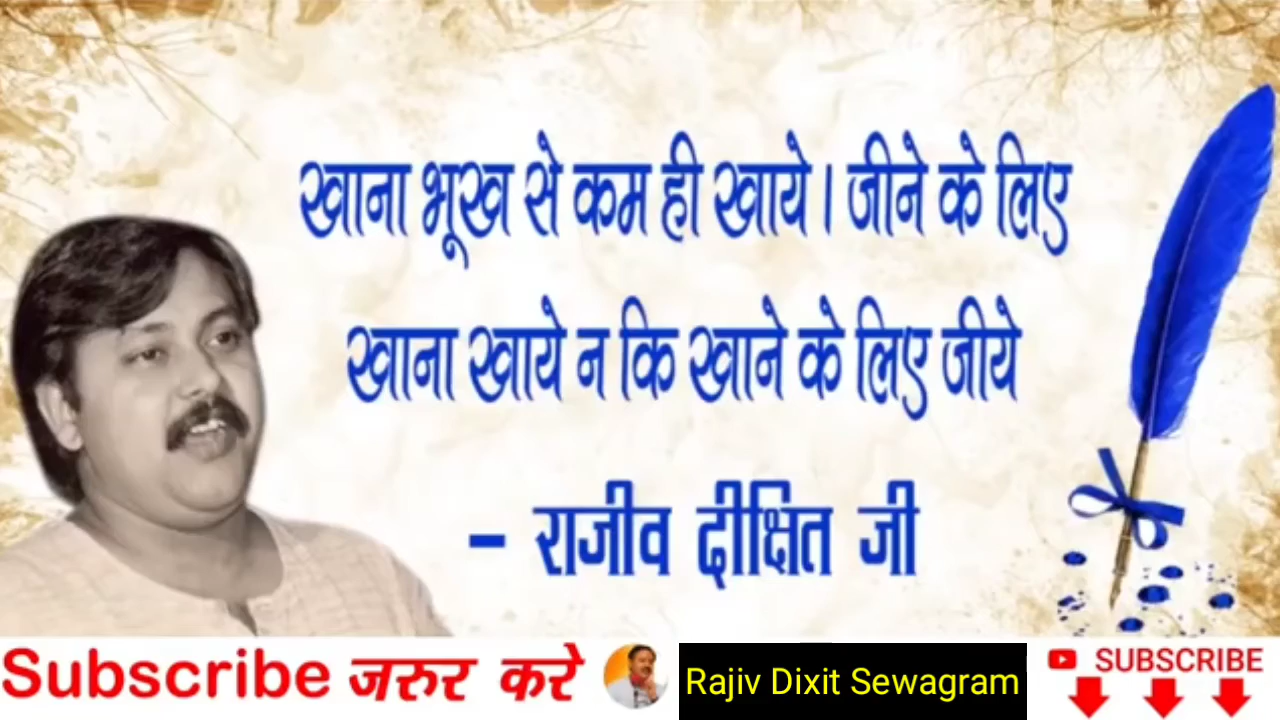 खाना भूख से कम ही खाये। जीने के लिए
खाना खाये न कि खाने के लिए जीये
- राजीव दीक्षित जी
Subscribe जरुर करे Rajiv Dixit Sewagram SUBSCRIBE